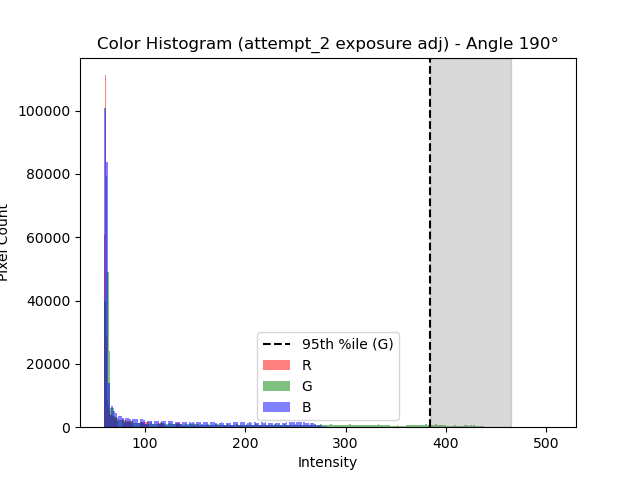 Color Histogram (attempt_2 exposure adj) - Angle 190°
Pixel Count
100000
80000
60000
40000
20000
0
95th %ile (G)
R
G
B
100 200 300 400 500
Intensity